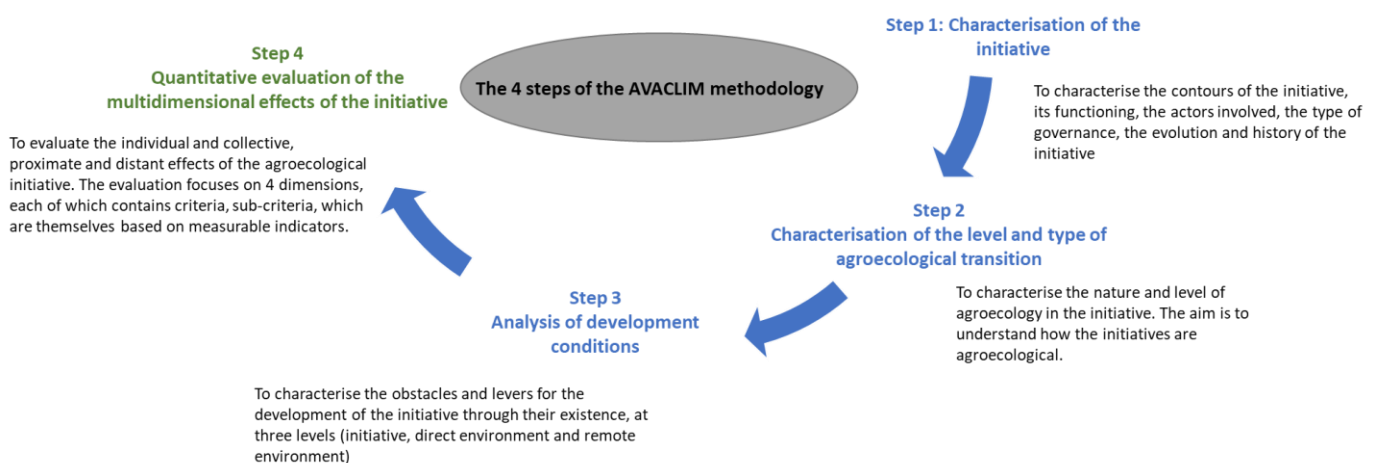 The 4 steps of the AVACLIM methodology
Step 1: Characterisation of the
initiative
To characterise the contours of the initiative,
its functioning, the actors involved, the type of
governance, the evolution and history of the
initiative
Step 2
Characterisation of the level and type of
agroecological transition
To characterise the nature and level of
agroecology in the initiative. The aim is to
understand how the initiatives are
agroecological.
Step 3
Analysis of development
conditions
To characterise the obstacles and levers for the
development of the initiative through their existence, at
three levels (initiative, direct environment and remote
environment)
Step 4
Quantitative evaluation of the
multidimensional effects of the initiative
To evaluate the individual and collective,
proximate and distant effects of the agroecological
initiative. The evaluation focuses on 4 dimensions,
each of which contains criteria, sub-criteria, which
are themselves based on measurable indicators.